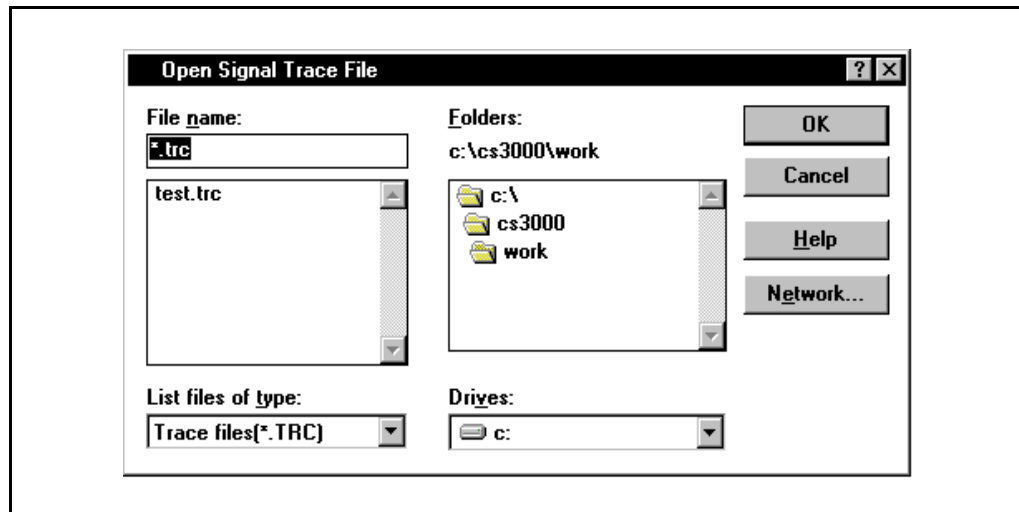 Open Signal Trace File
File name:
*.trc
test.trc
List files of type:
Trace files(*.TRC)
Folders:
c:\cs3000\work
c:\
cs3000
work
Drives:
c:
OK
Cancel
Help
Network...